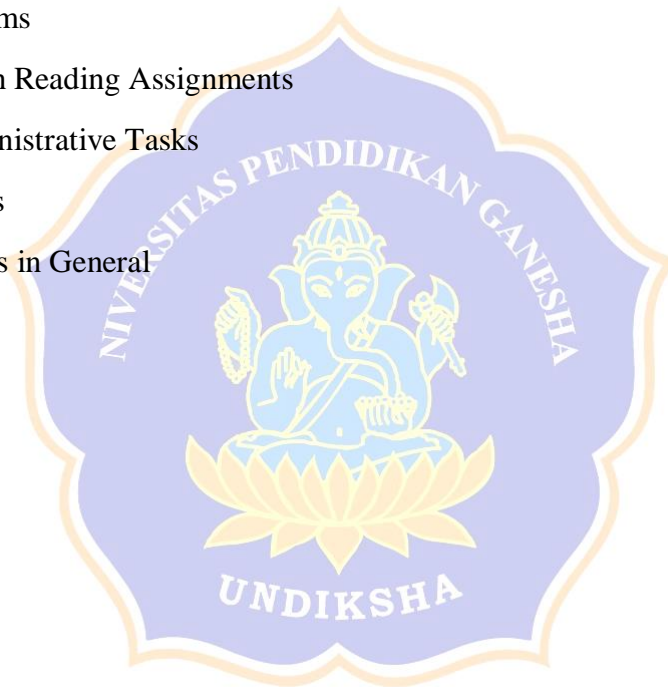 ms
n Reading Assignments
nistrative Tasks
s
s in General
NIVERSITAS PENDIDIKAN GANESHA
UNDIKSHA